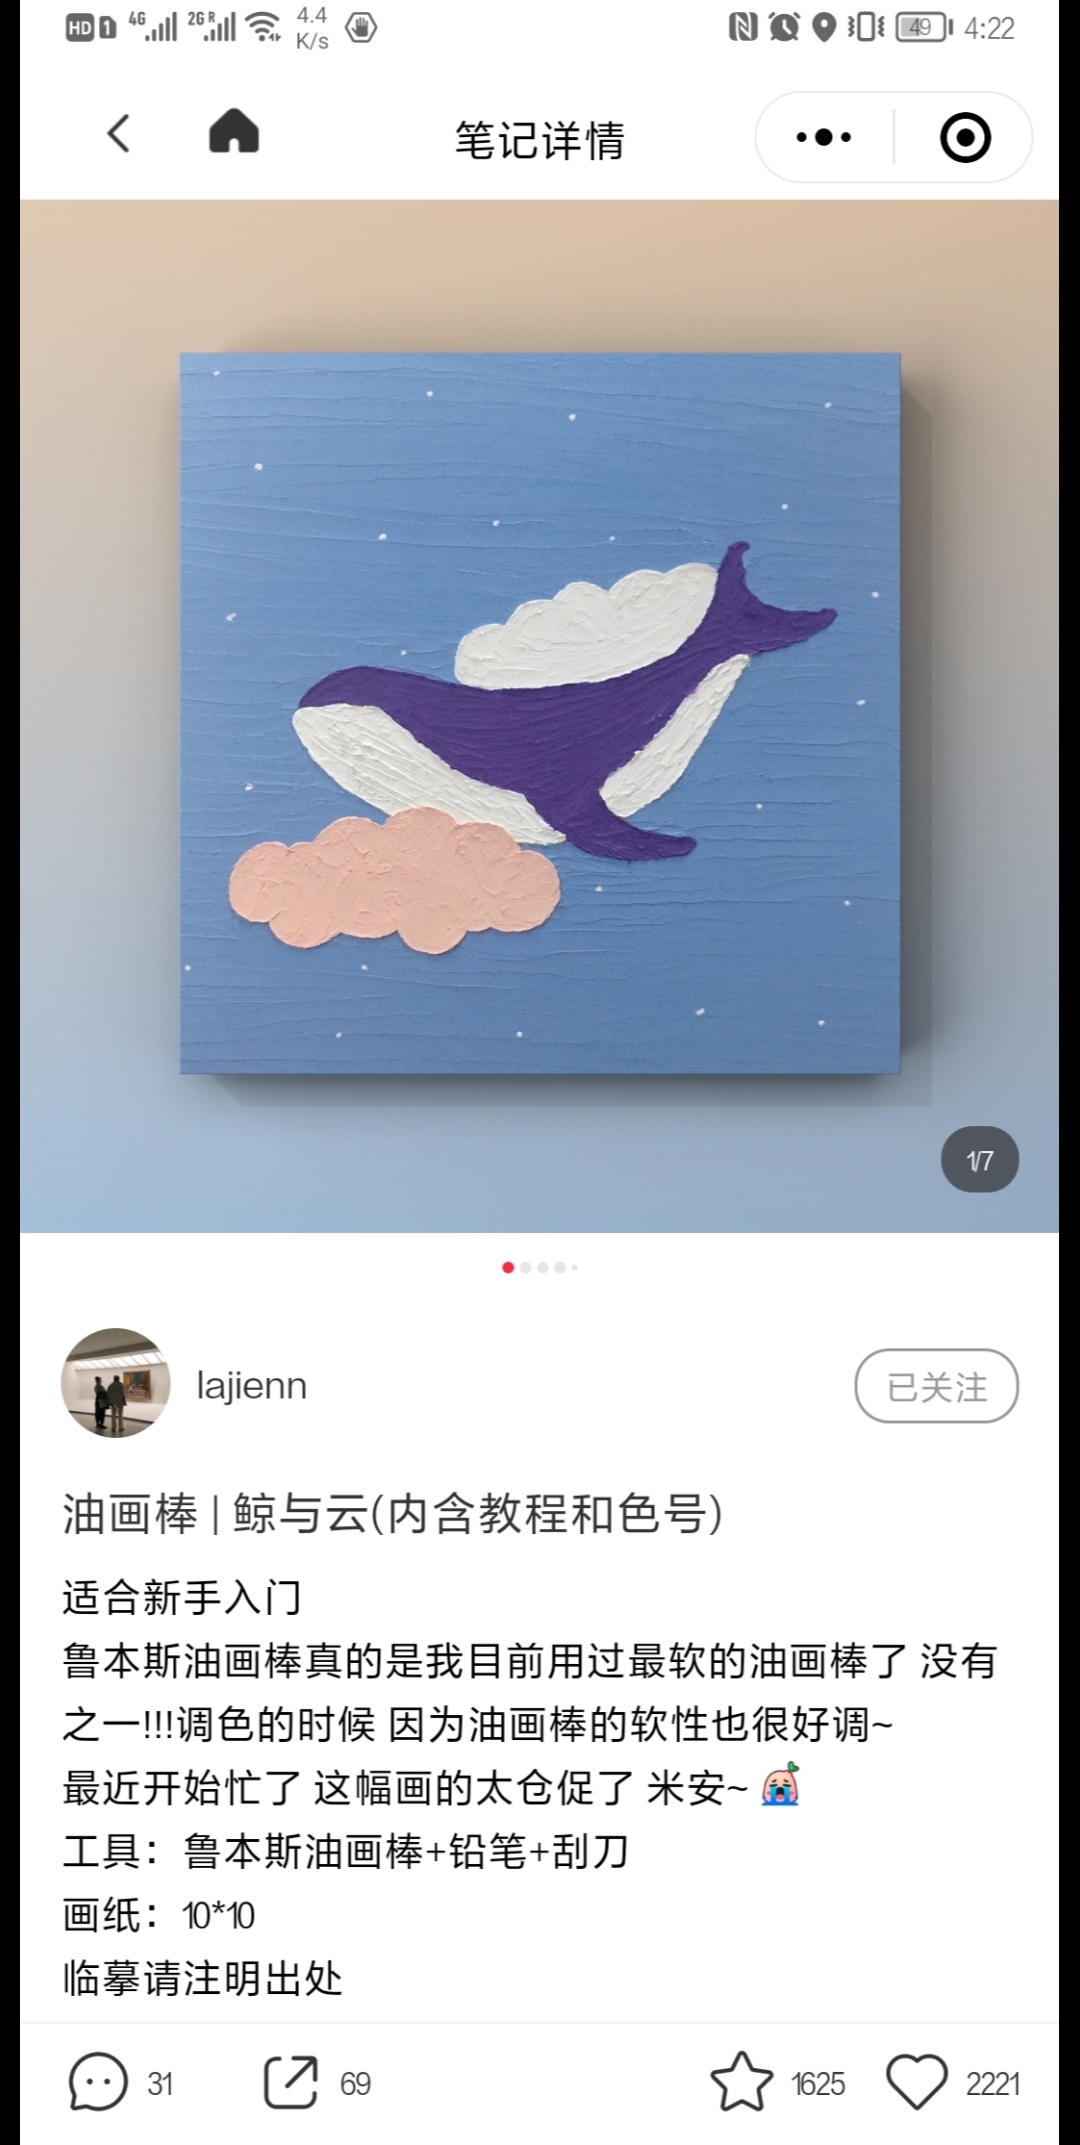 HD 1 4G 2G R 4.4 K/s 49 4:22
笔记详情
1/7
lajienn
已关注
油画棒 | 鲸与云(内含教程和色号)
适合新手入门
鲁本斯油画棒真的是我目前用过最软的油画棒了 没有
之一!!!调色的时候 因为油画棒的软性也很好调~
最近开始忙了 这幅画的太仓促了 米安~
工具：鲁本斯油画棒+铅笔+刮刀
画纸：10*10
临摹请注明出处
31 69 1625 2221